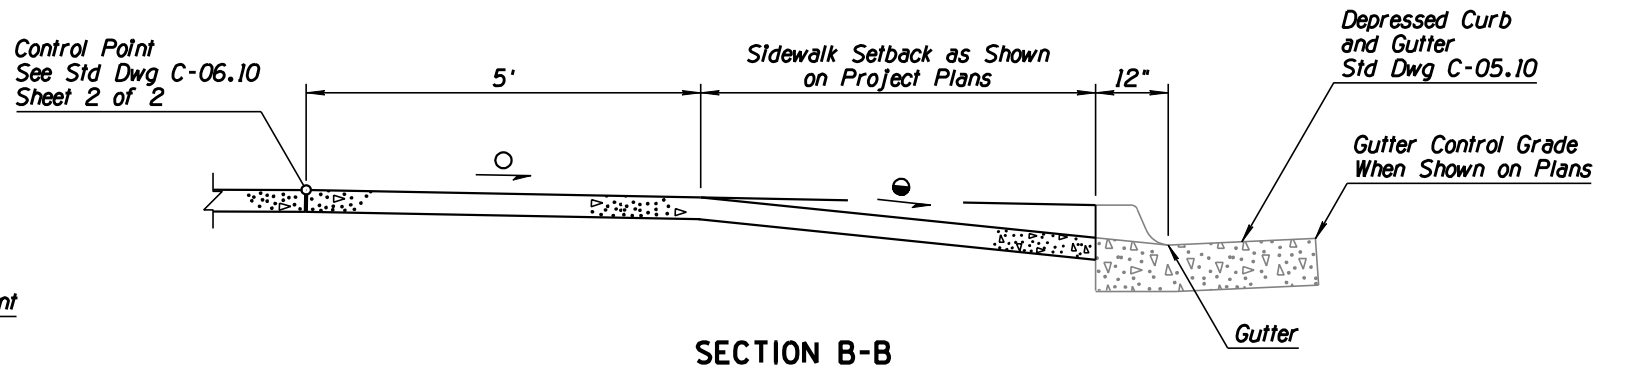 Control Point
See Std Dwg C-06.10
Sheet 2 of 2
5'
Sidewalk Setback as Shown
on Project Plans
12"
Depressed Curb
and Gutter
Std Dwg C-05.10
Gutter Control Grade
When Shown on Plans
Gutter
SECTION B-B